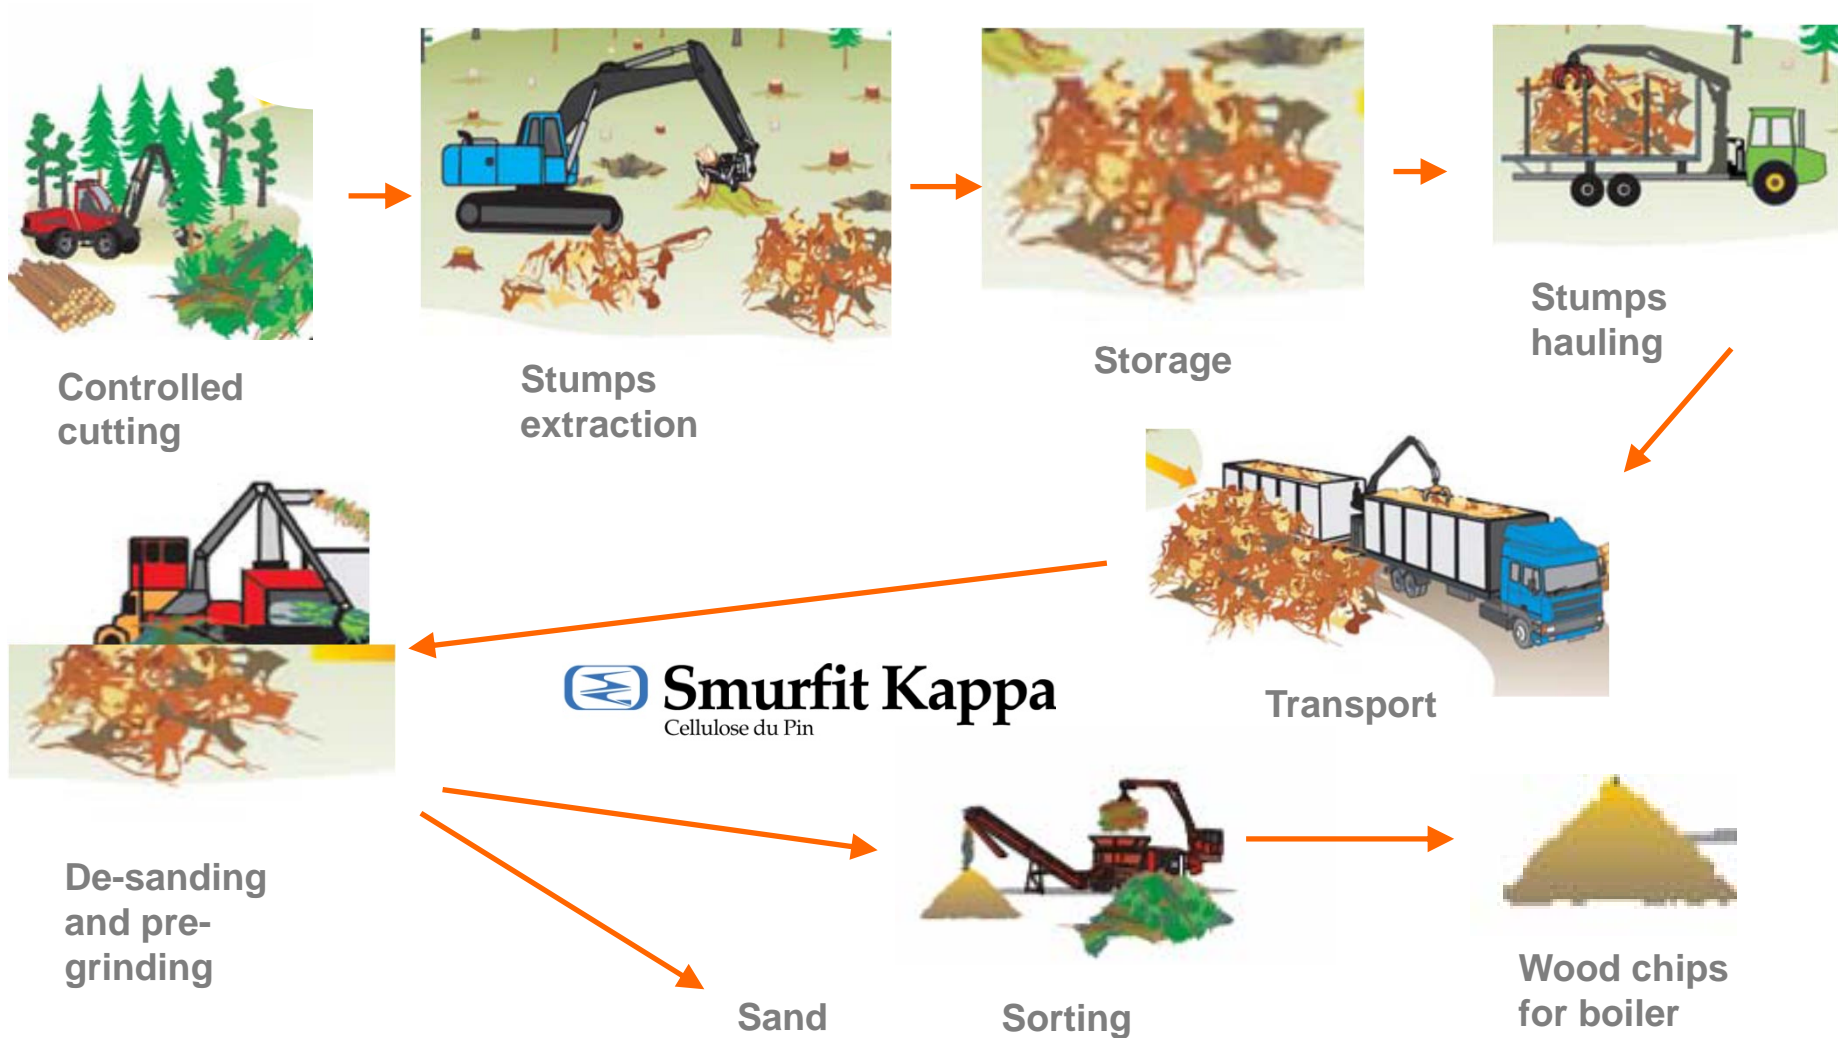 Controlled
cutting
Stumps
extraction
Storage
Stumps
hauling
Transport
Smurfit Kappa
Cellulose du Pin
De-sanding
and pre-
grinding
Sand
Sorting
Wood chips
for boiler